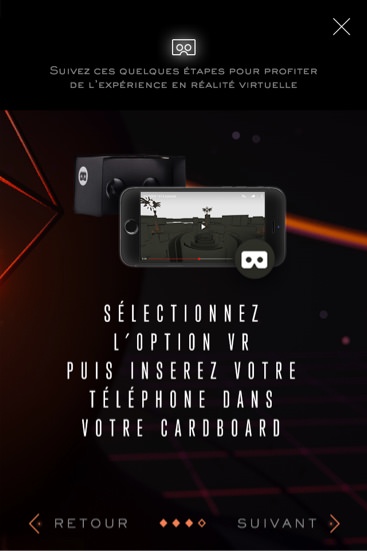 Suivez ces quelques étapes pour profiter
de l'expérience en réalité virtuelle
SÉLECTIONNEZ
L'OPTION VR
PUIS INSEREZ VOTRE
TÉLÉPHONE DANS
VOTRE CARDBOARD
RETOUR
SUIVANT